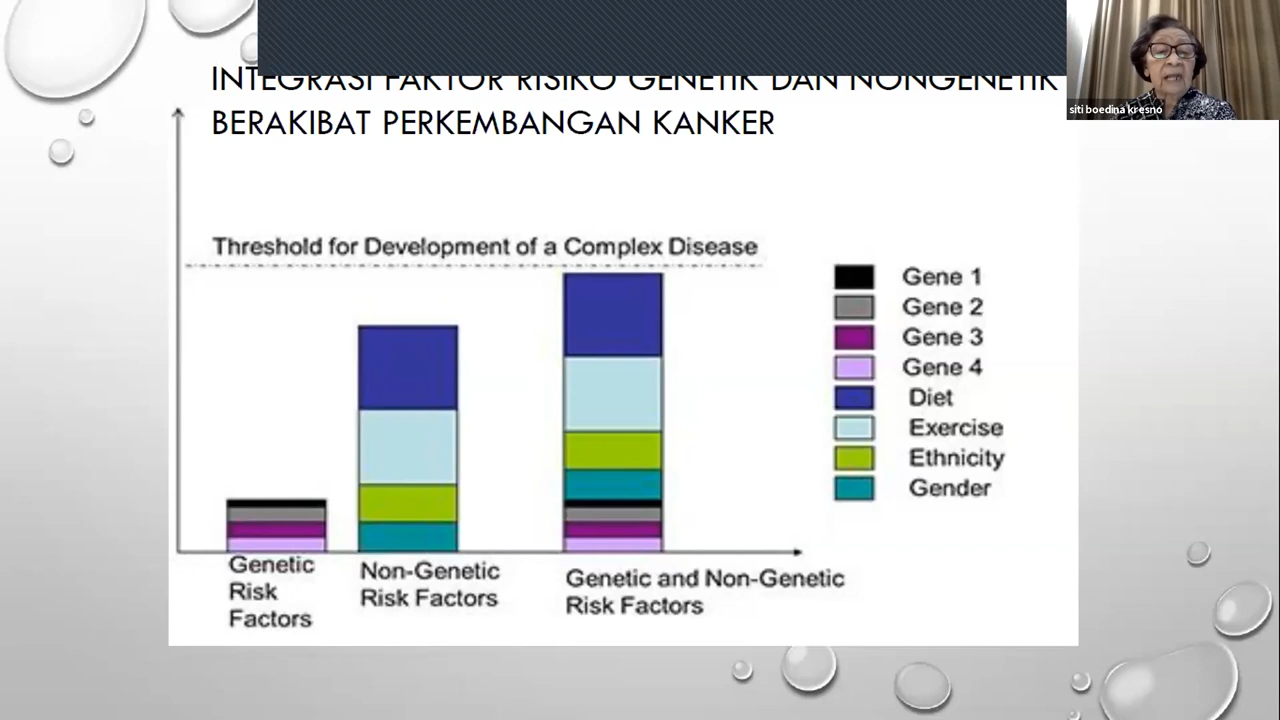 INTEGRASI FAKTOR RISIKO GENETIK DAN NONGENETIK
BERAKIBAT PERKEMBANGAN KANKER
siti boedina kresno
Threshold for Development of a Complex Disease
Gene 1
Gene 2
Gene 3
Gene 4
Diet
Exercise
Ethnicity
Gender
Genetic
Risk
Factors
Non-Genetic
Risk Factors
Genetic and Non-Genetic
Risk Factors